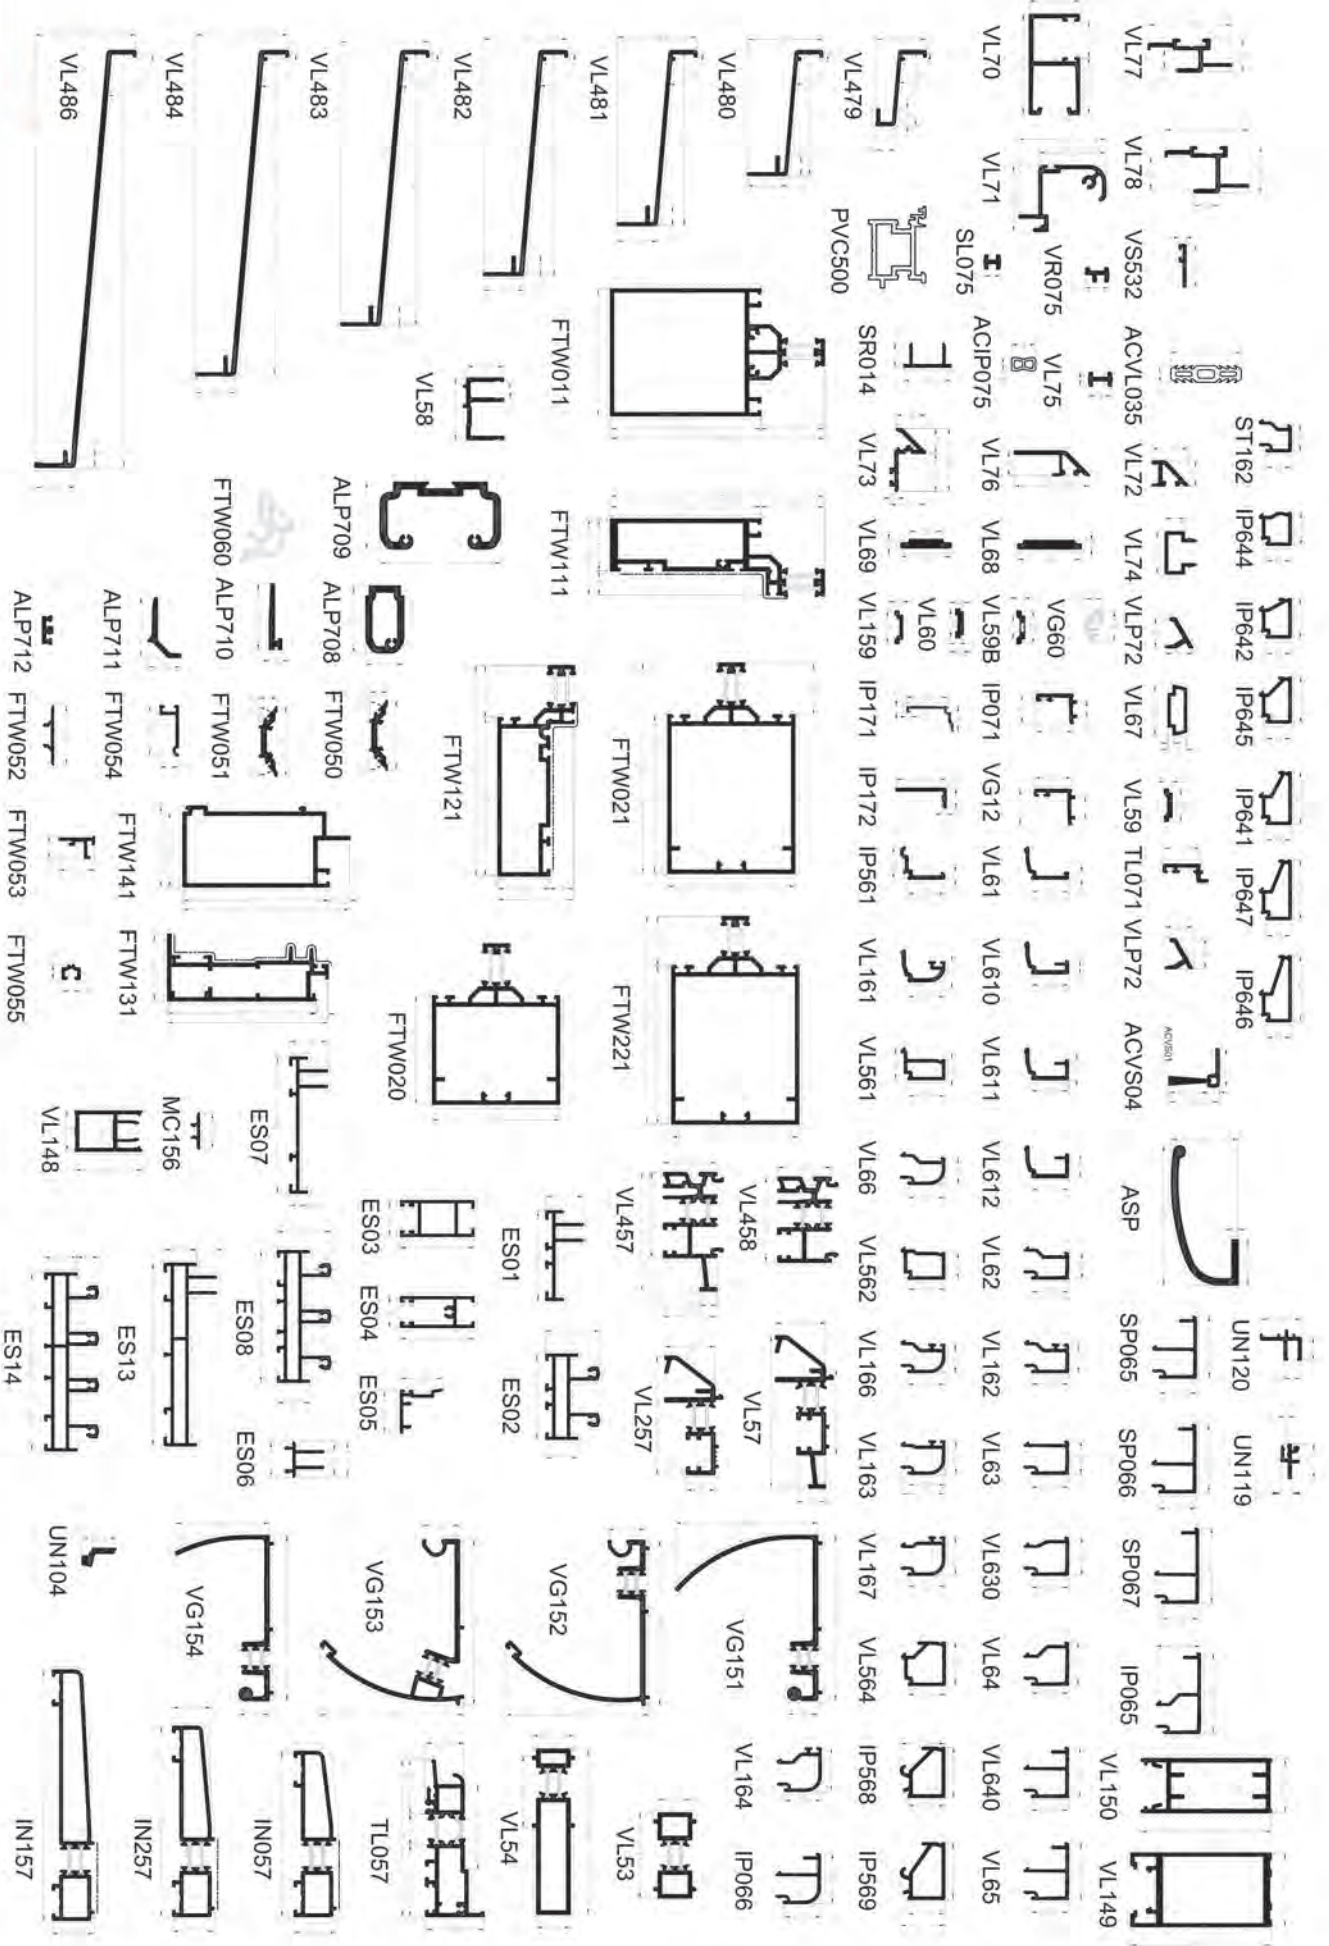 ST162 IP644 IP642 IP645 IP641 IP647 IP646 UN120 UN119
ACVS01
VL77 VL78 VS532 ACVL035 VL72 VL74 VLP72 VL67 VL59 TL071 VLP72 ACVS04 ASP SP065 SP066 SP067 IP065 VL150 VL149
VR075 VL75 VG60
VL70 VL71 VL76 VL68 VL59B IP071 VG12 VL61 VL610 VL611 VL612 VL62 VL162 VL63 VL630 VL64 VL640 VL65
SL075 ACIP075 VL60
VL479 PVC500 SR014 VL73 VL69 VL159 IP171 IP172 IP561 VL161 VL561 VL66 VL562 VL166 VL163 VL167 VL564 IP568 IP569
VL480 VL458 VL57 VG151 VL164 IP066
VL481 FTW011 FTW111 FTW021 FTW221 VL457 VL257 VL53
VL482 VL58 FTW121 ES01 ES02 VG152 VL54
VL483 ALP709 ALP708 FTW050 FTW020 ES03 ES04 ES05 VG153 TL057
VL484 FTW060 ALP710 FTW051 ES07 ES08 ES06 VG154 IN057
ALP711 FTW054 FTW141 FTW131 MC156 ES13 IN257
VL486 ALP712 FTW052 FTW053 FTW055 VL148 ES14 UN104 IN157